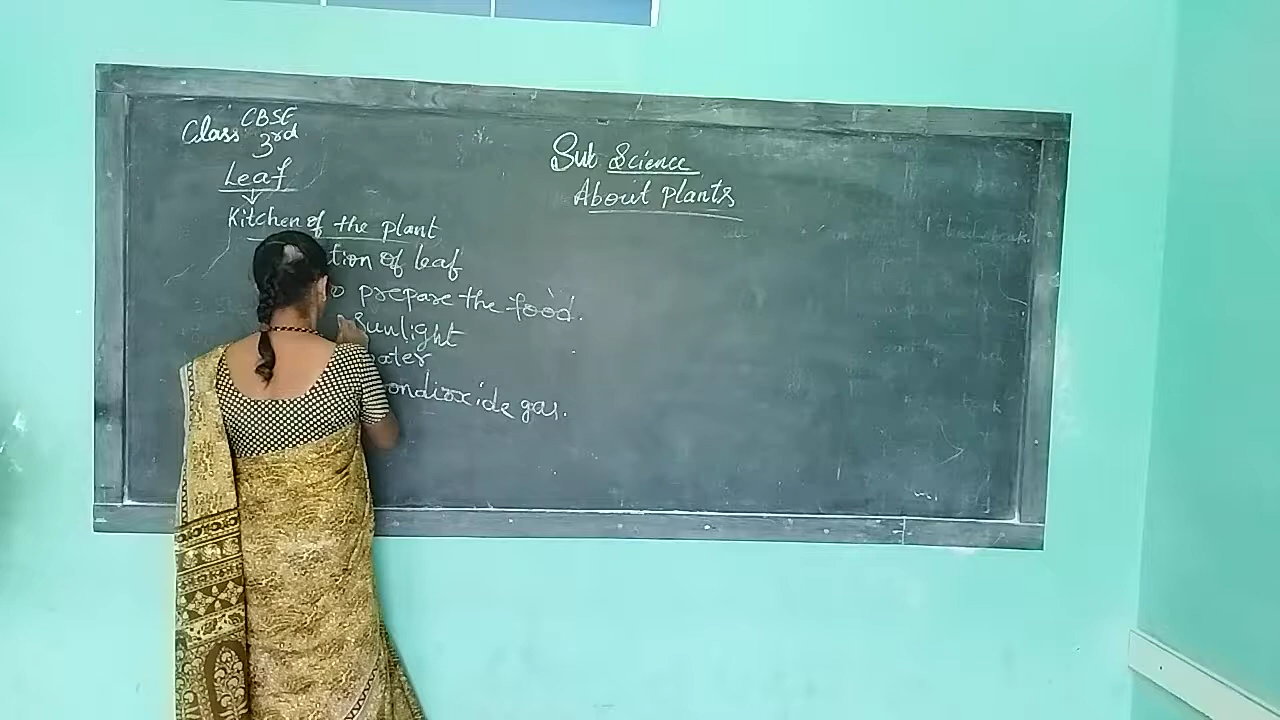 CBSE
Class 3rd
Sub Science
Leaf
About plants
Kitchen of the plant
tion of leaf
o prepare the food.
Sunlight
ater
ondioxide gas.